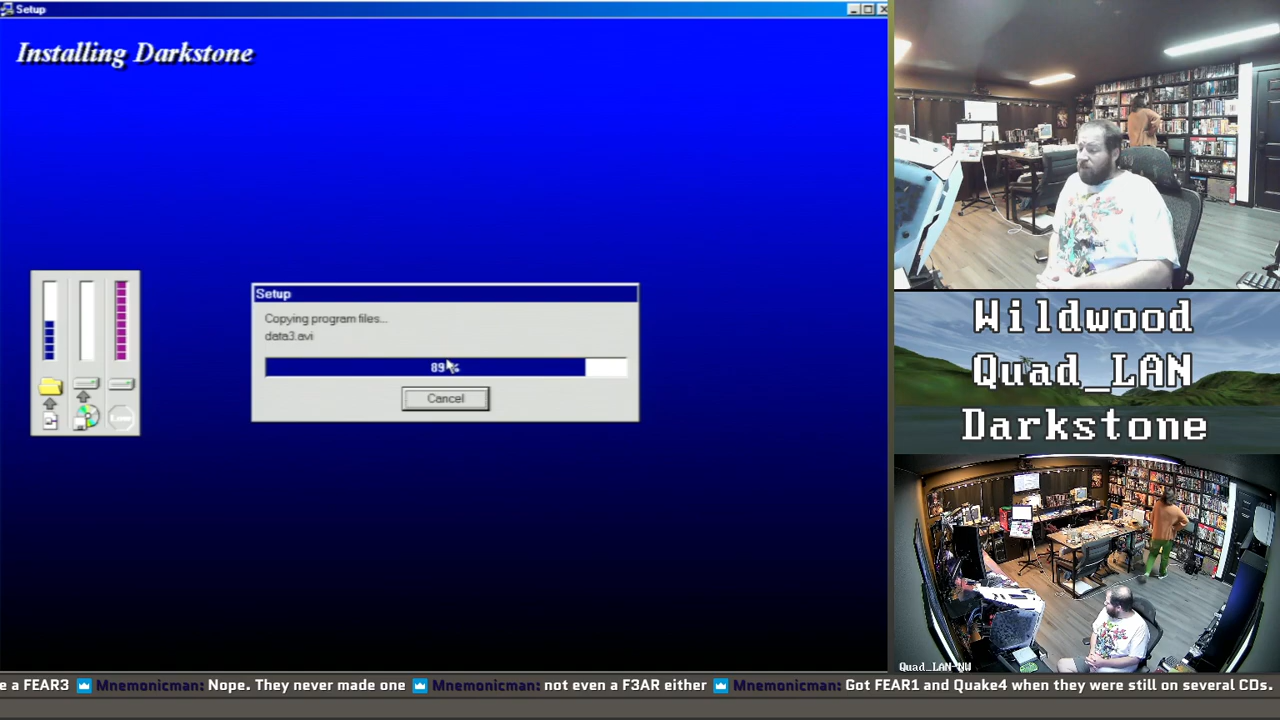 Setup
Installing Darkstone
Setup
Copying program files...
data3.avi
89 %
Cancel
Wildwood
Quad_LAN
Darkstone
Quad_LAN-NW
e a FEAR3 Mnemonicman: Nope. They never made one Mnemonicman: not even a F3AR either Mnemonicman: Got FEAR1 and Quake4 when they were still on several CDs.